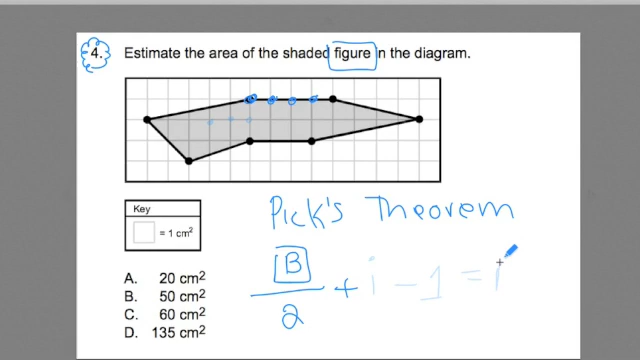 4. Estimate the area of the shaded figure in the diagram.
Key
= 1 cm²
Pick's Theorem
B
2
+ i - 1 = i
A. 20 cm²
B. 50 cm²
C. 60 cm²
D. 135 cm²